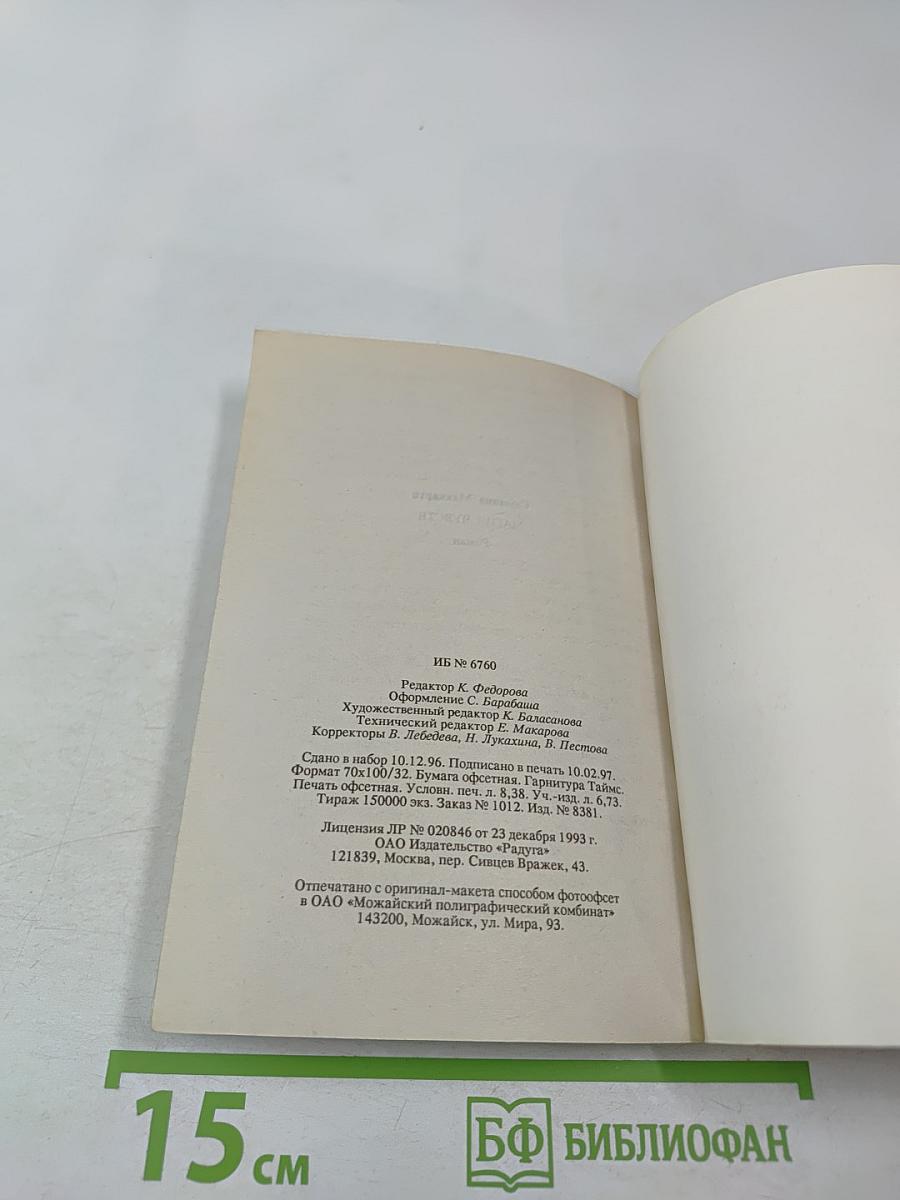 Роман
ИБ № 6760
Редактор К. Федорова
Оформление С. Барабаша
Художественный редактор К. Баласанова
Технический редактор Е. Макарова
Корректоры В. Лебедева, Н. Лукахина, В. Пестова
Сдано в набор 10.12.96. Подписано в печать 10.02.97.
Формат 70x100/32. Бумага офсетная. Гарнитура Таймс.
Печать офсетная. Условн. печ. л. 8,38. Уч.-изд. л. 6,73.
Тираж 150000 экз. Заказ № 1012. Изд. № 8381.
Лицензия ЛР № 020846 от 23 декабря 1993 г.
ОАО Издательство «Радуга»
121839, Москва, пер. Сивцев Вражек, 43.
Отпечатано с оригинал-макета способом фотоофсет
в ОАО «Можайский полиграфический комбинат»
143200, Можайск, ул. Мира, 93.
15 см
БФ БИБЛИОФАН